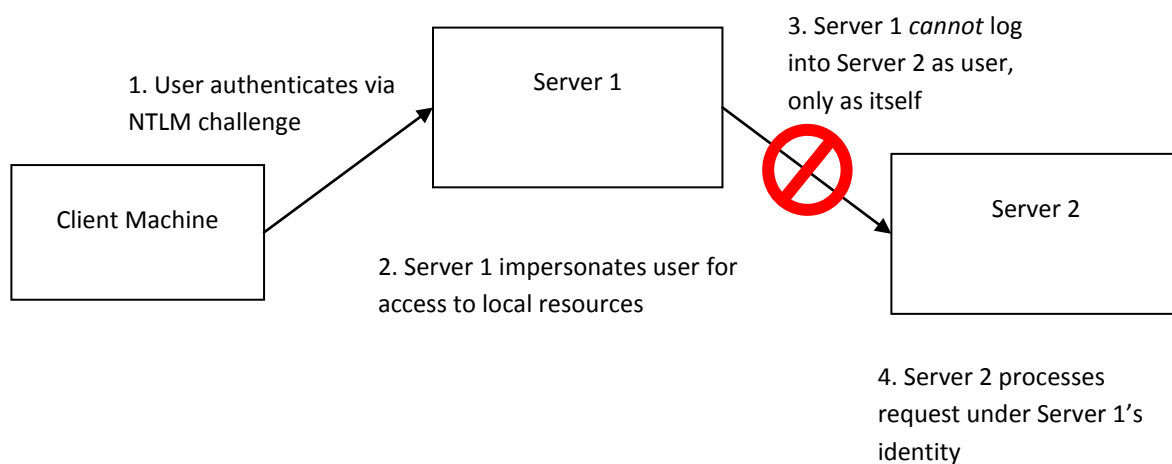 1. User authenticates via
NTLM challenge
Client Machine
Server 1
2. Server 1 impersonates user for
access to local resources
3. Server 1 cannot log
into Server 2 as user,
only as itself
Server 2
4. Server 2 processes
request under Server 1’s
identity